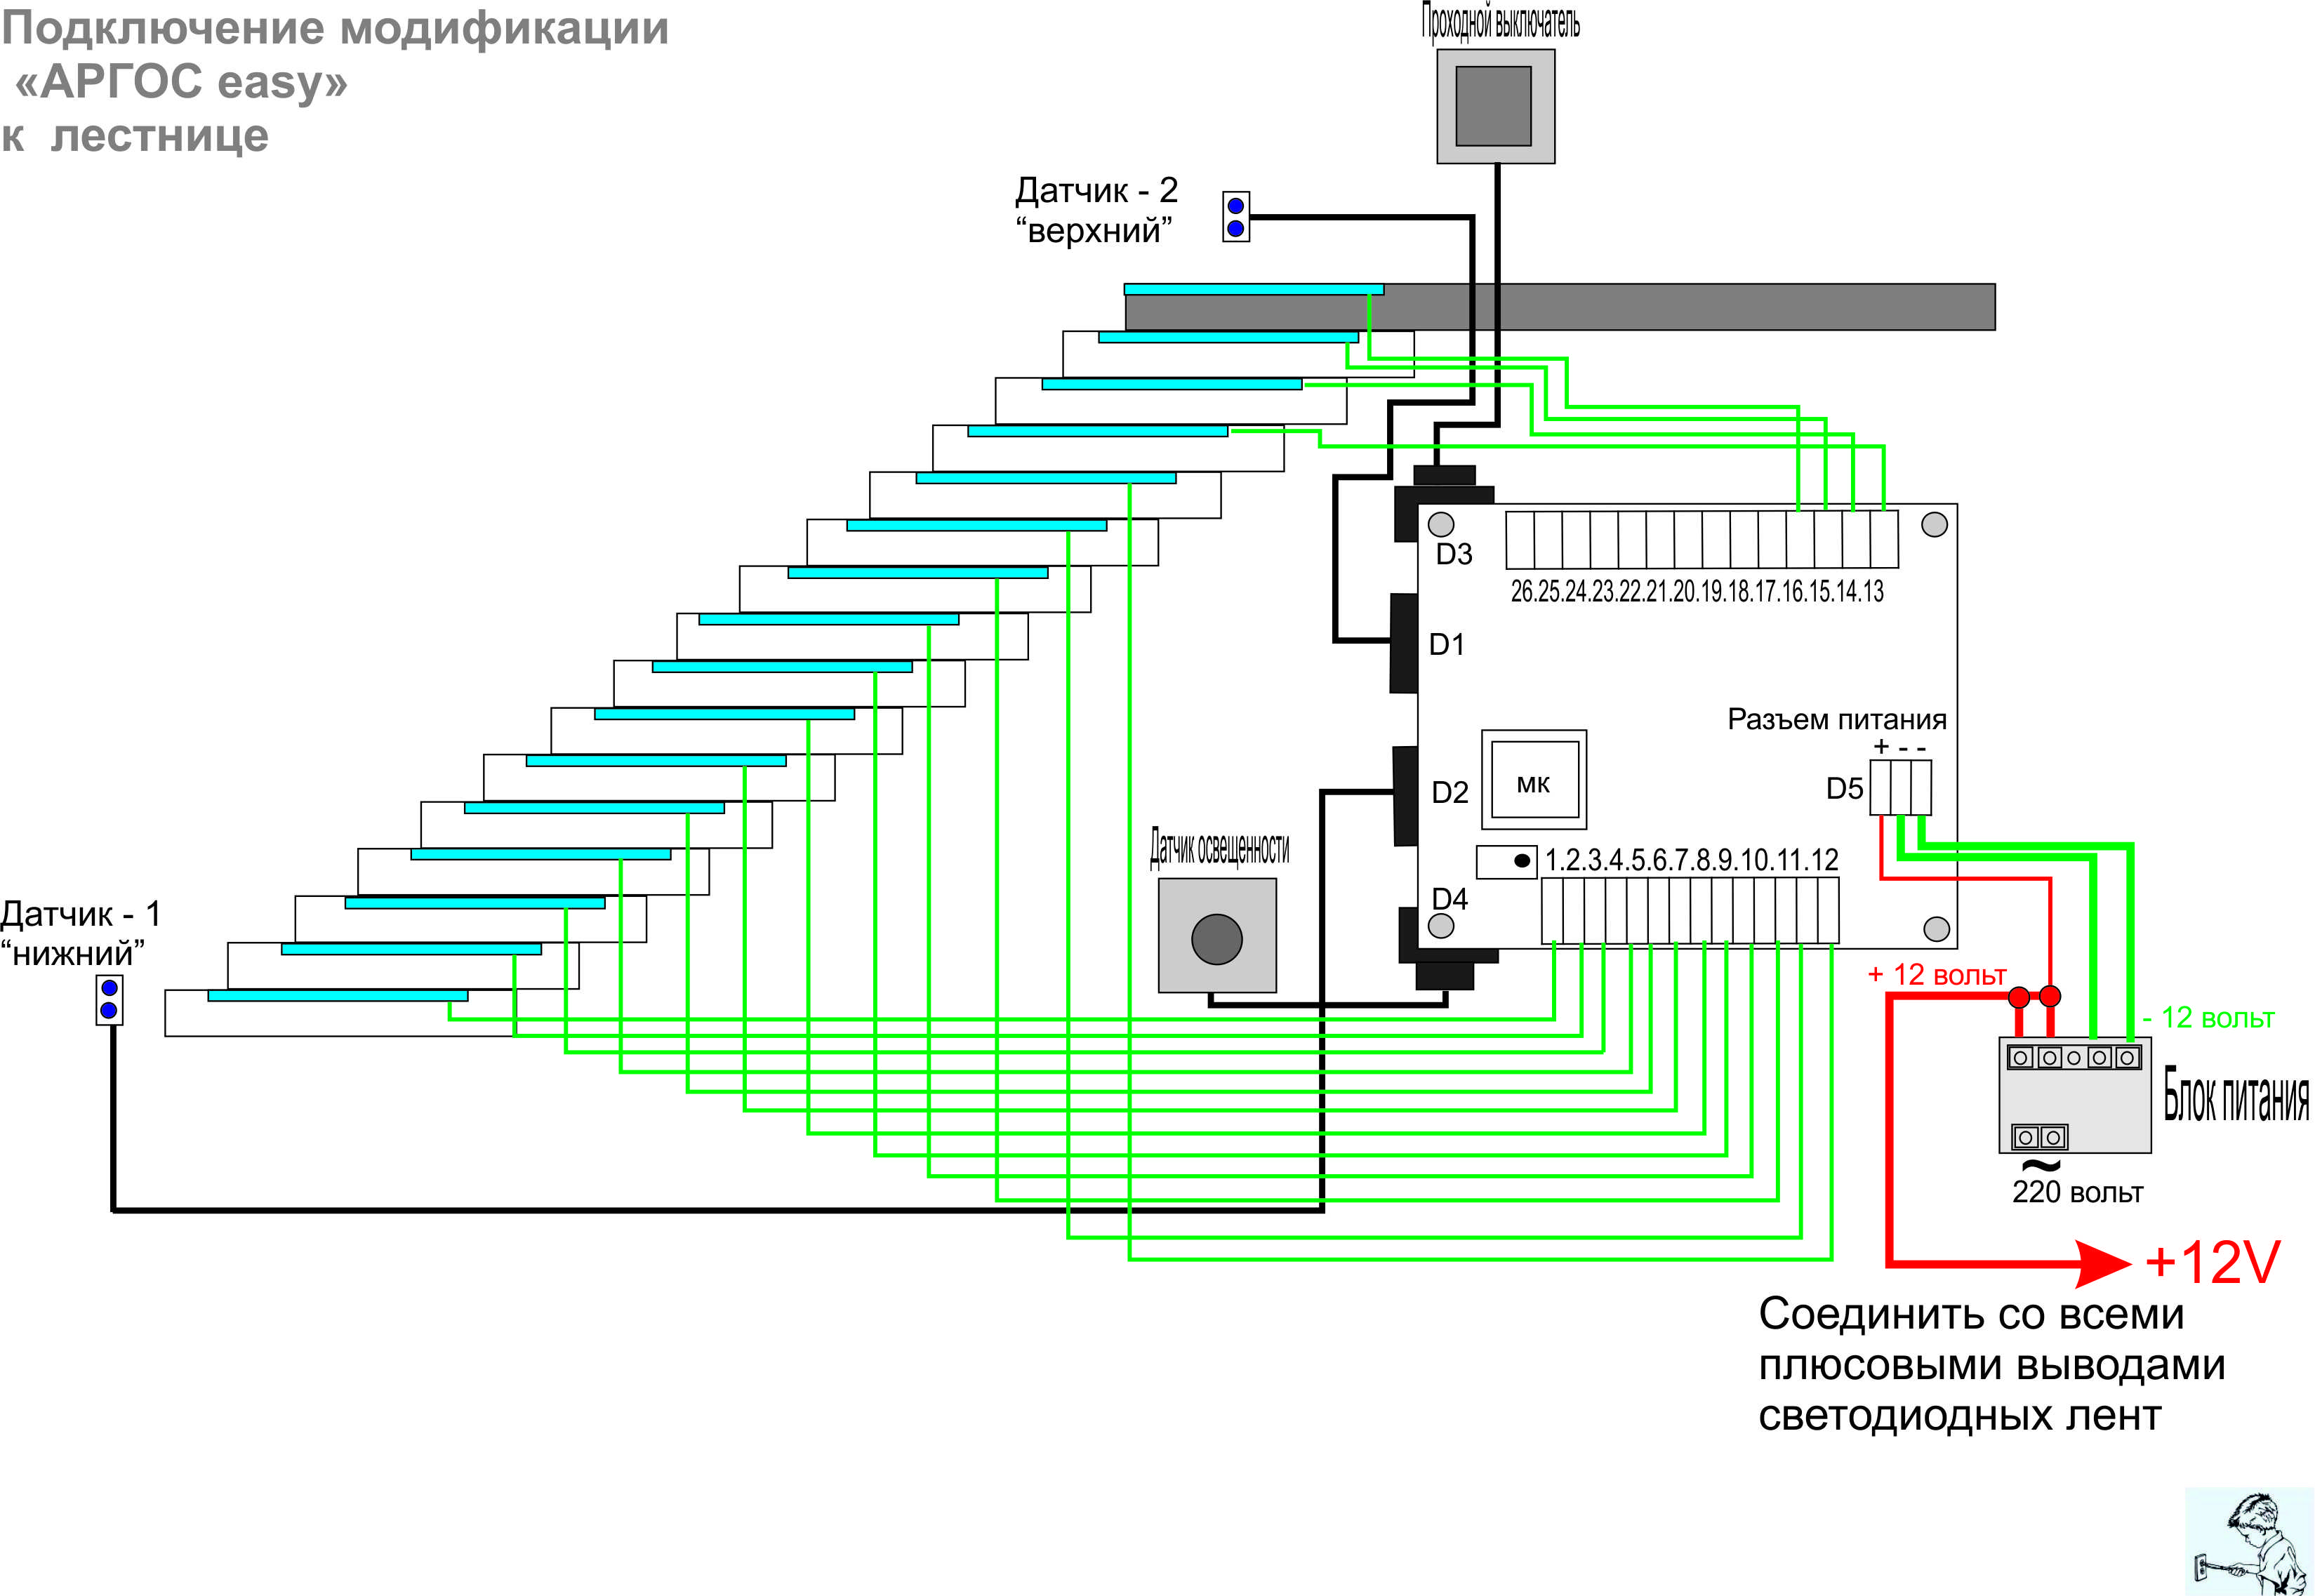 Подключение модификации
«АРГОС easy»
к лестнице
Проходной выключатель
Датчик - 2
“верхний”
D3
26.25.24.23.22.21.20.19.18.17.16.15.14.13
D1
Разъем питания
+ - -
D5
D2
мк
Датчик освещенности
1.2.3.4.5.6.7.8.9.10.11.12
D4
Датчик - 1
“нижний”
+ 12 вольт
- 12 вольт
Блок питания
~
220 вольт
+12V
Соединить со всеми
плюсовыми выводами
светодиодных лент